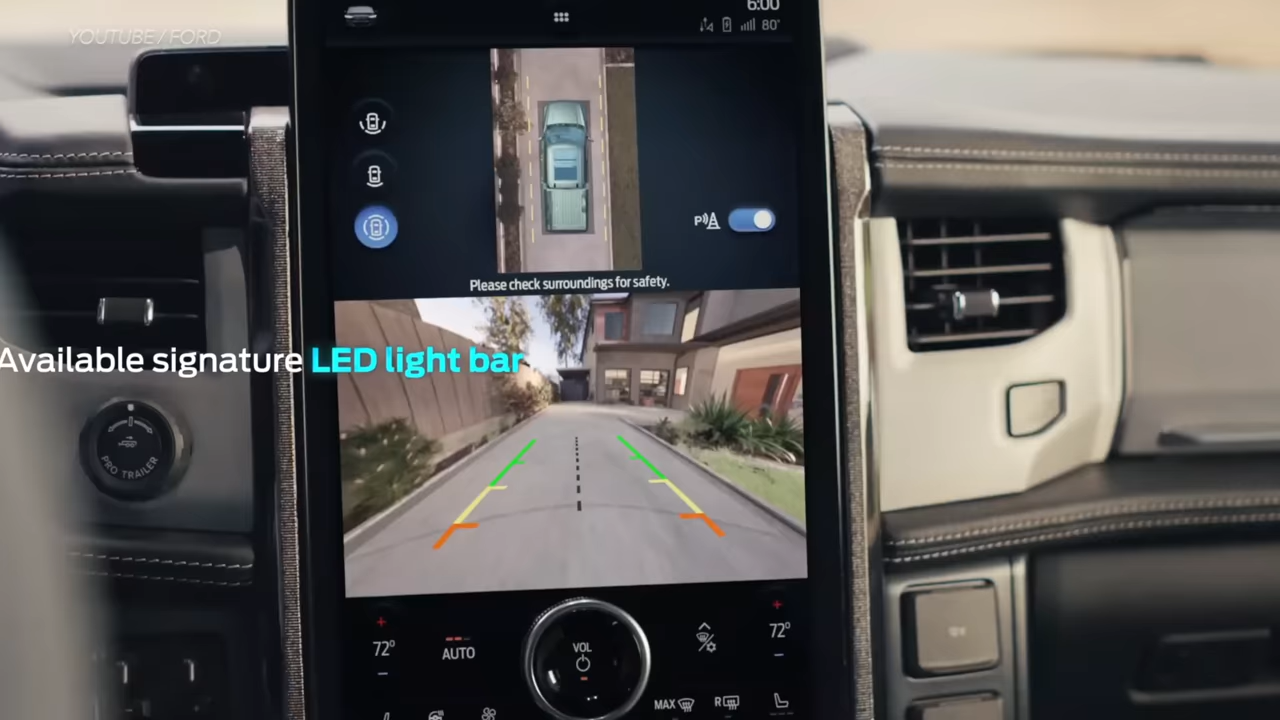 YOUTUBE / FORD
6:00
80°
P
Please check surroundings for safety.
Available signature LED light bar
PRO TRAILER
72°
AUTO
VOL
72°
MAX
R